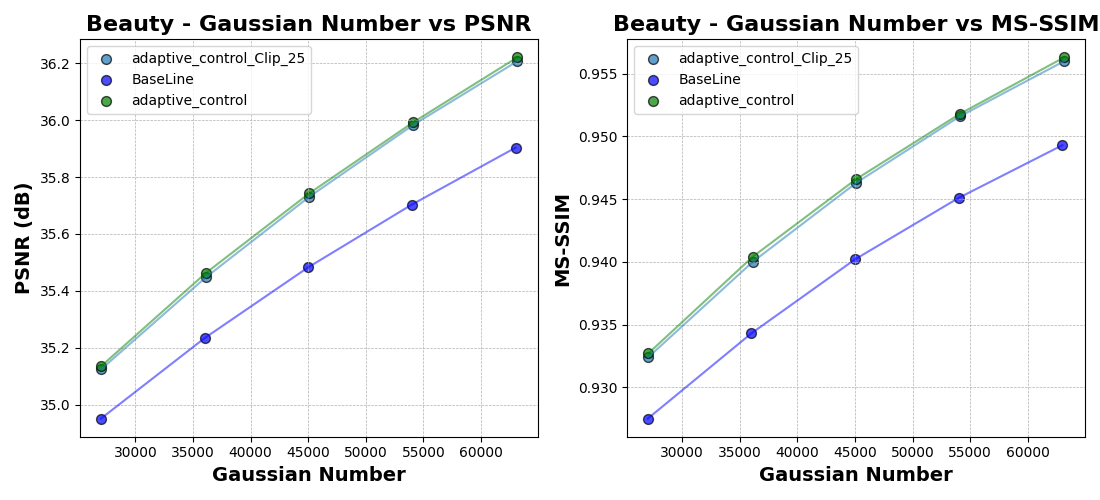 Beauty - Gaussian Number vs PSNR
adaptive_control_Clip_25
BaseLine
adaptive_control
PSNR (dB)
36.2
36.0
35.8
35.6
35.4
35.2
35.0
30000 35000 40000 45000 50000 55000 60000
Gaussian Number
Beauty - Gaussian Number vs MS-SSIM
adaptive_control_Clip_25
BaseLine
adaptive_control
MS-SSIM
0.955
0.950
0.945
0.940
0.935
0.930
30000 35000 40000 45000 50000 55000 60000
Gaussian Number